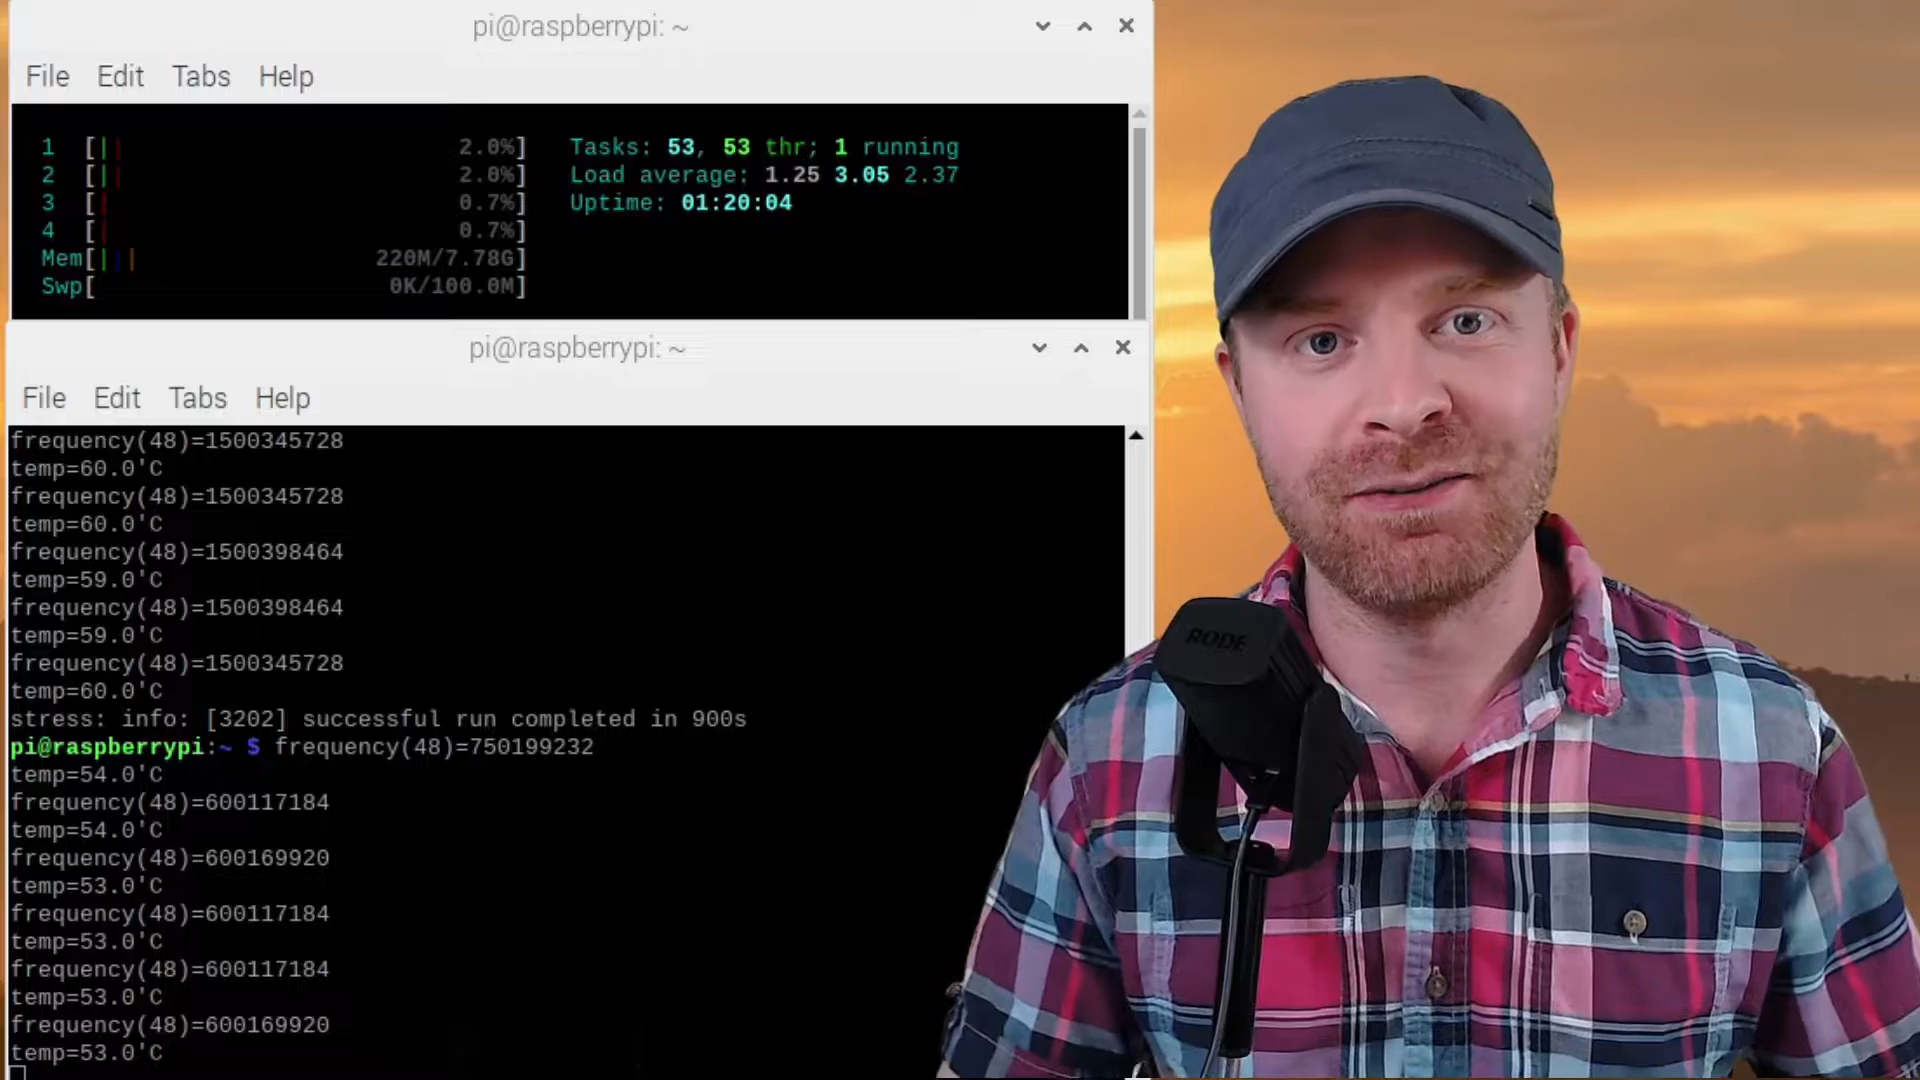 pi@raspberrypi: ~
File Edit Tabs Help
1 [|| 2.0%] Tasks: 53, 53 thr; 1 running
2 [|| 2.0%] Load average: 1.25 3.05 2.37
3 [| 0.7%] Uptime: 01:20:04
4 [| 0.7%]
Mem[||| 220M/7.78G]
Swp[ 0K/100.0M]
pi@raspberrypi: ~
File Edit Tabs Help
frequency(48)=1500345728
temp=60.0'C
frequency(48)=1500345728
temp=60.0'C
frequency(48)=1500398464
temp=59.0'C
frequency(48)=1500398464
temp=59.0'C
frequency(48)=1500345728
temp=60.0'C
stress: info: [3202] successful run completed in 900s
pi@raspberrypi:~ $ frequency(48)=750199232
temp=54.0'C
frequency(48)=600117184
temp=54.0'C
frequency(48)=600169920
temp=53.0'C
frequency(48)=600117184
temp=53.0'C
frequency(48)=600117184
temp=53.0'C
frequency(48)=600169920
temp=53.0'C
RODE